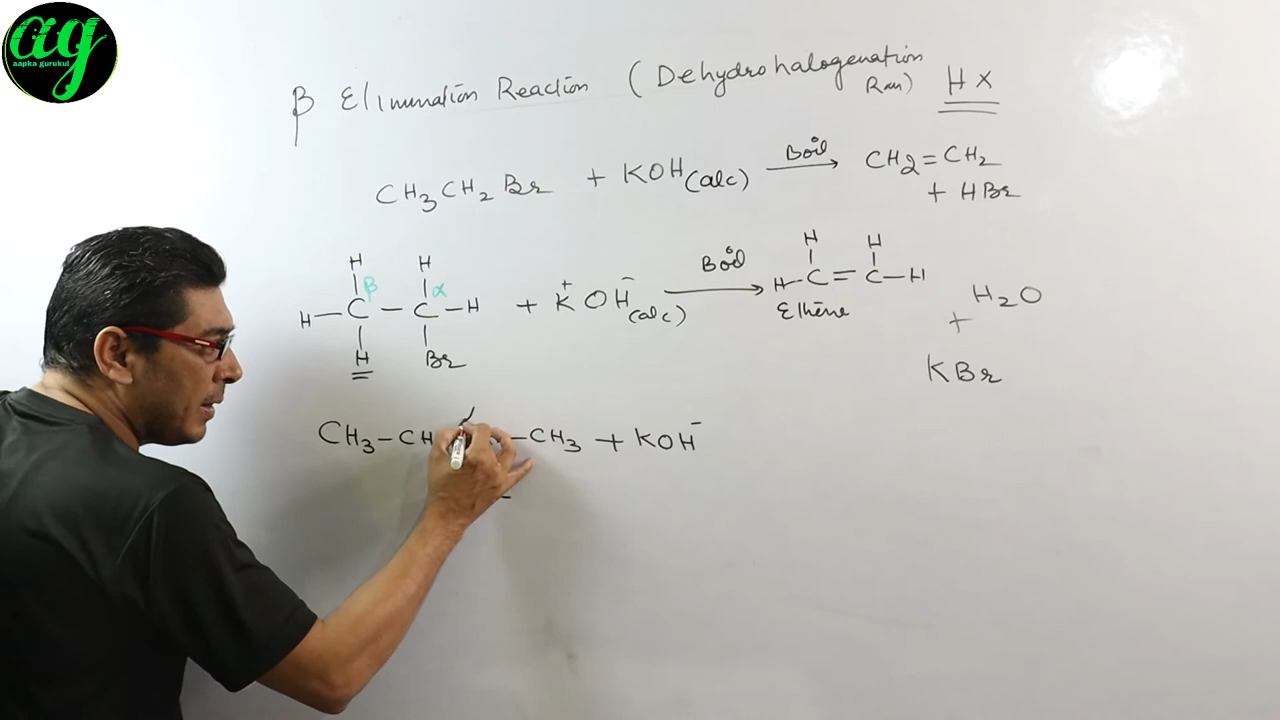 ag
aapka gurukul
β Elimination Reaction (Dehydrohalogenation
Rxn) HX
CH3CH2Br + KOH(alc) Boil → CH2=CH2
+ HBr
H H H H
β α
H–C–C–H + K⁺OH⁻(alc) Boil → H–C=C–H
Ethene
H Br
+ H2O
KBr
CH3–CH –CH3 + KOH⁻